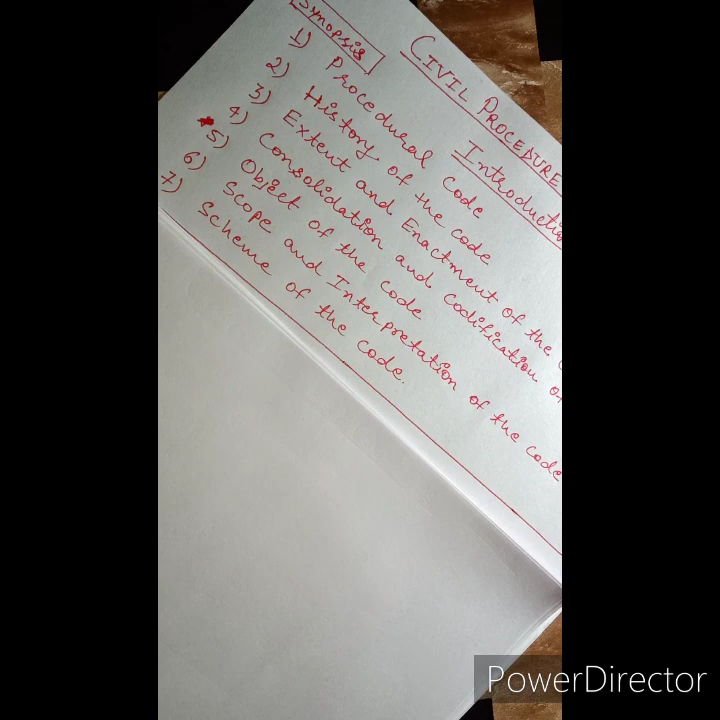 CIVIL PROCEDURE
Introductio
Synopsis
1) Procedural Code
2) History of the code
3) Extent and Enactment of the
4) Consolidation and codification of
5) Object of the code
6) Scope and Interpretation of the code
7) Scheme of the code.
PowerDirector